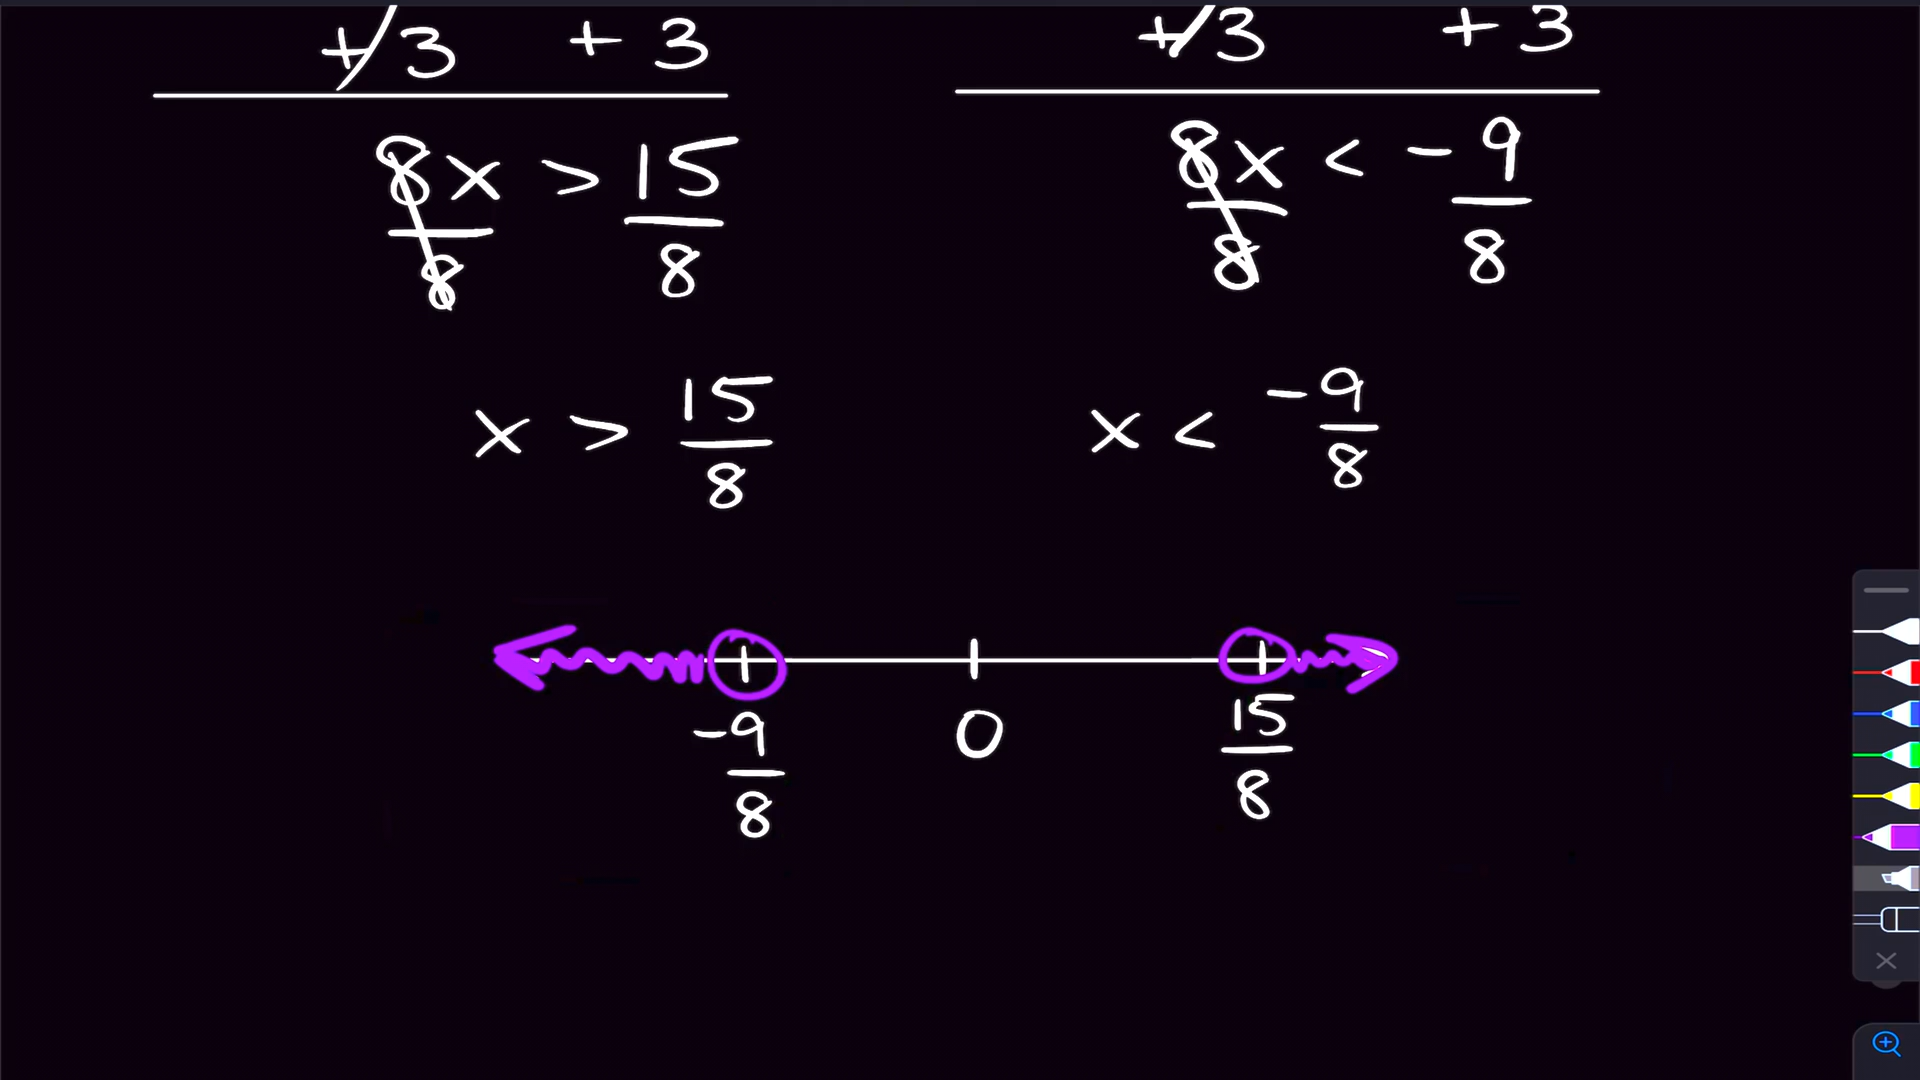 +3 +3 +3 +3
8x > 15 8x < -9
8 8 8 8
x > 15/8 x < -9/8
-9/8 0 15/8